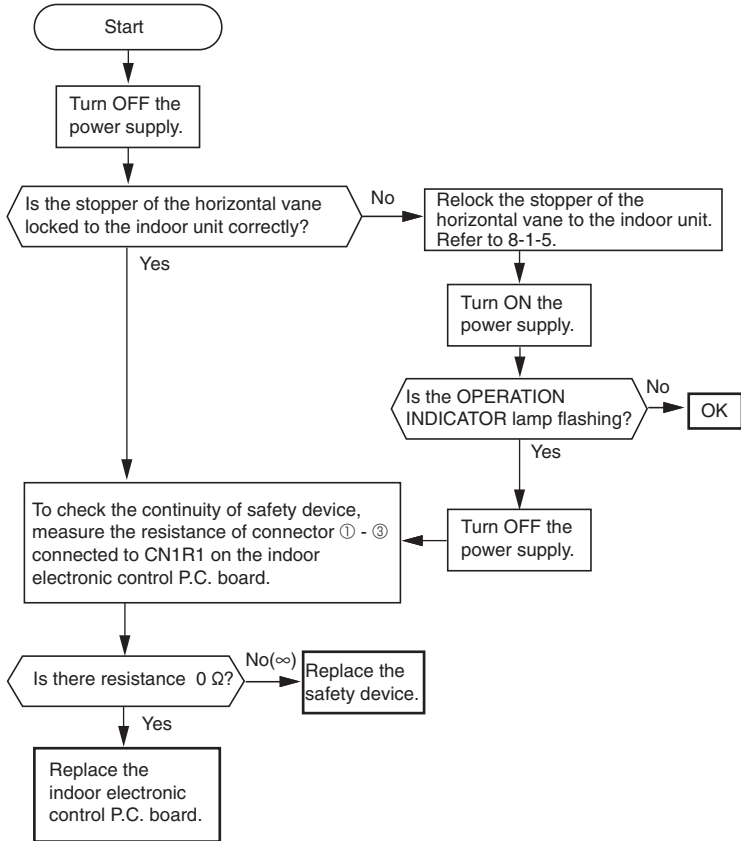 Start
Turn OFF the
power supply.
Is the stopper of the horizontal vane
locked to the indoor unit correctly?
No
Relock the stopper of the
horizontal vane to the indoor unit.
Refer to 8-1-5.
Yes
Turn ON the
power supply.
Is the OPERATION
INDICATOR lamp flashing?
No
OK
Yes
To check the continuity of safety device,
measure the resistance of connector ① - ③
connected to CN1R1 on the indoor
electronic control P.C. board.
Turn OFF the
power supply.
Is there resistance 0 Ω?
No(∞)
Replace the
safety device.
Yes
Replace the
indoor electronic
control P.C. board.